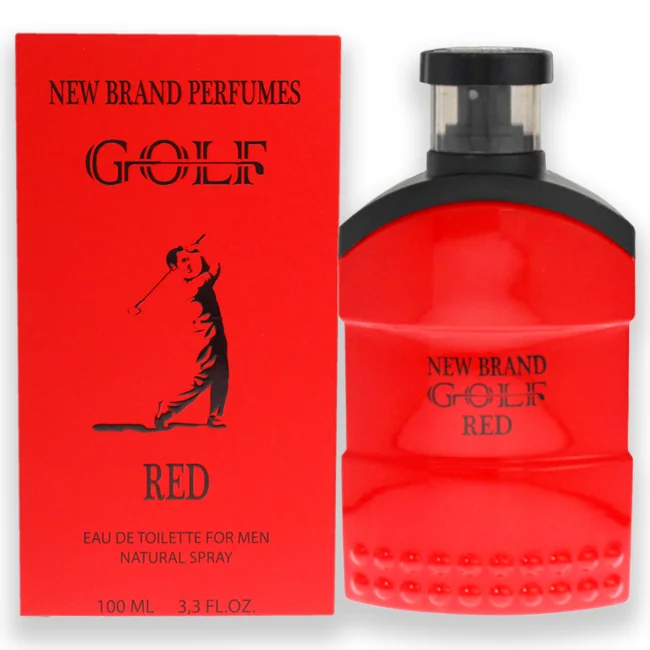 NEW BRAND PERFUMES
GOLF
RED
EAU DE TOILETTE FOR MEN
NATURAL SPRAY
100 ML 3,3 FL.OZ.
NEW BRAND
GOLF
RED